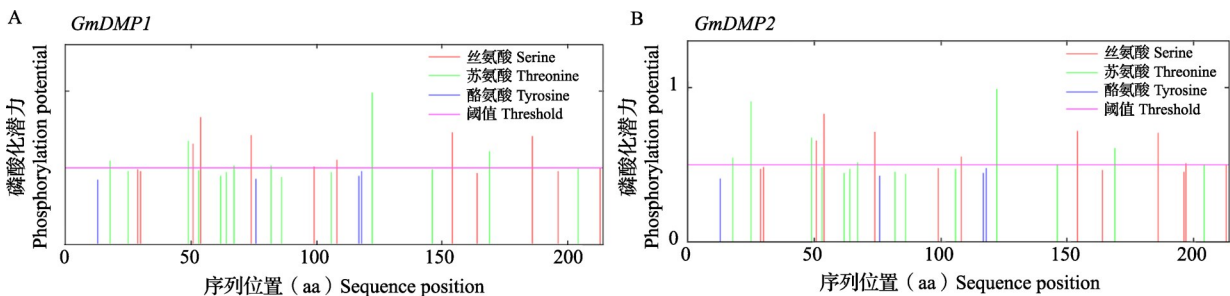 A
GmDMP1
丝氨酸 Serine
苏氨酸 Threonine
酪氨酸 Tyrosine
阈值 Threshold
磷酸化潜力
Phosphorylation potential
0 50 100 150 200
序列位置（aa）Sequence position
B
GmDMP2
丝氨酸 Serine
苏氨酸 Threonine
酪氨酸 Tyrosine
阈值 Threshold
磷酸化潜力
Phosphorylation potential
1
0
0 50 100 150 200
序列位置（aa）Sequence position